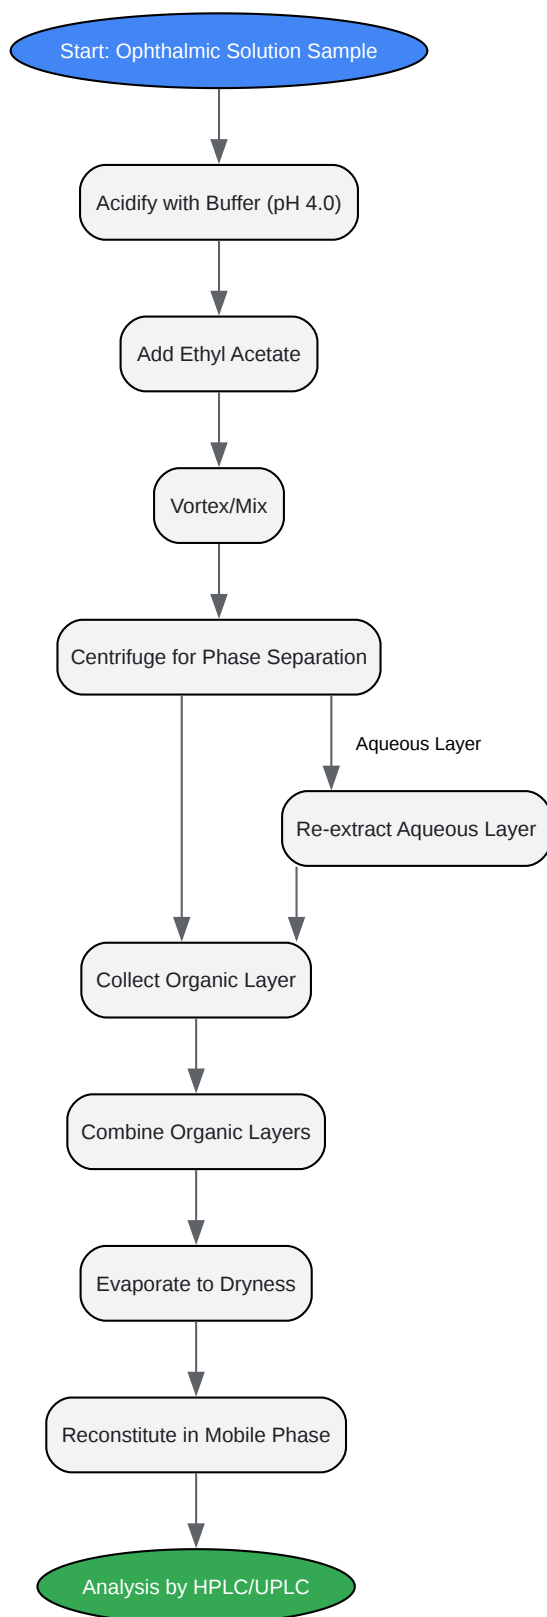 Start: Ophthalmic Solution Sample
Acidify with Buffer (pH 4.0)
Add Ethyl Acetate
Vortex/Mix
Centrifuge for Phase Separation
Aqueous Layer
Re-extract Aqueous Layer
Collect Organic Layer
Combine Organic Layers
Evaporate to Dryness
Reconstitute in Mobile Phase
Analysis by HPLC/UPLC